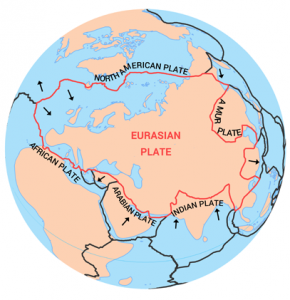 NORTH AMERICAN PLATE
AMUR
PLATE
EURASIAN
PLATE
AFRICAN PLATE
ARABIAN PLATE
INDIAN PLATE